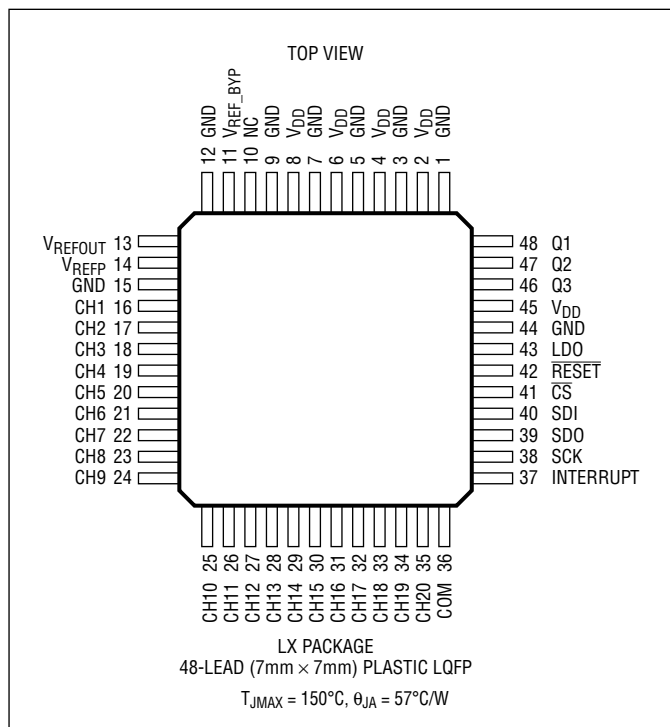 TOP VIEW
12 GND
11 VREF_BYP
10 NC
9 GND
8 VDD
7 GND
6 VDD
5 GND
4 VDD
3 GND
2 VDD
1 GND
VREFOUT 13
VREFP 14
GND 15
CH1 16
CH2 17
CH3 18
CH4 19
CH5 20
CH6 21
CH7 22
CH8 23
CH9 24
48 Q1
47 Q2
46 Q3
45 VDD
44 GND
43 LDO
42 RESET
41 CS
40 SDI
39 SDO
38 SCK
37 INTERRUPT
CH10 25
CH11 26
CH12 27
CH13 28
CH14 29
CH15 30
CH16 31
CH17 32
CH18 33
CH19 34
CH20 35
COM 36
LX PACKAGE
48-LEAD (7mm × 7mm) PLASTIC LQFP
TJMAX = 150°C, θJA = 57°C/W